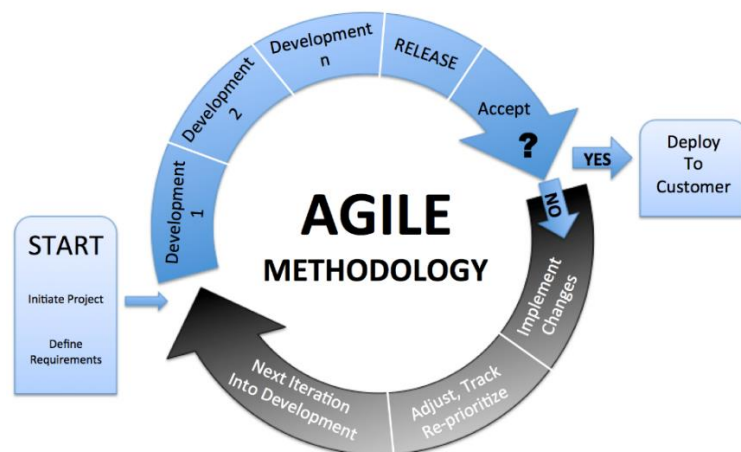 START
Initiate Project
Define
Requirements
Development
1
Development
2
Development
n
RELEASE
Accept
?
YES
Deploy
To
Customer
NO
Implement
Changes
Adjust, Track
Re-prioritize
Next Iteration
Into Development
AGILE
METHODOLOGY